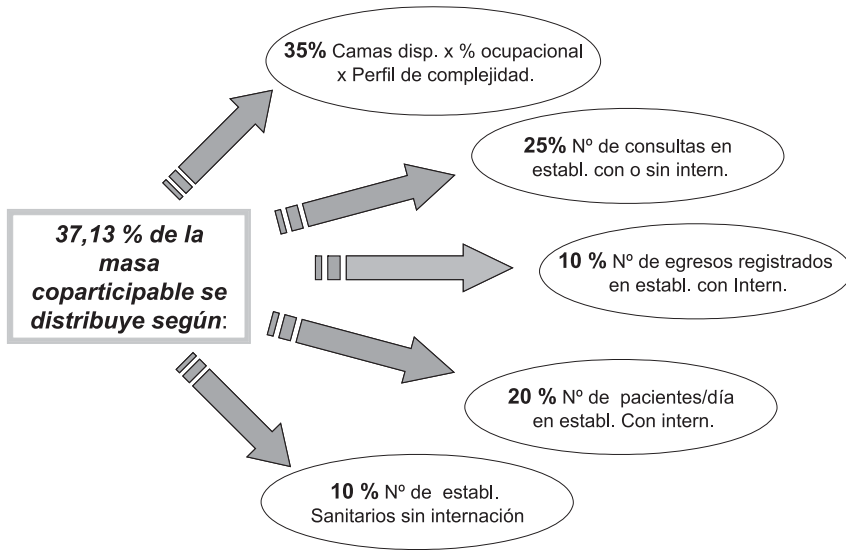 35% Camas disp. x % ocupacional
x Perfil de complejidad.
25% Nº de consultas en
establ. con o sin intern.
37,13 % de la
masa
coparticipable se
distribuye según:
10 % Nº de egresos registrados
en establ. con Intern.
20 % Nº de pacientes/día
en establ. Con intern.
10 % Nº de establ.
Sanitarios sin internación